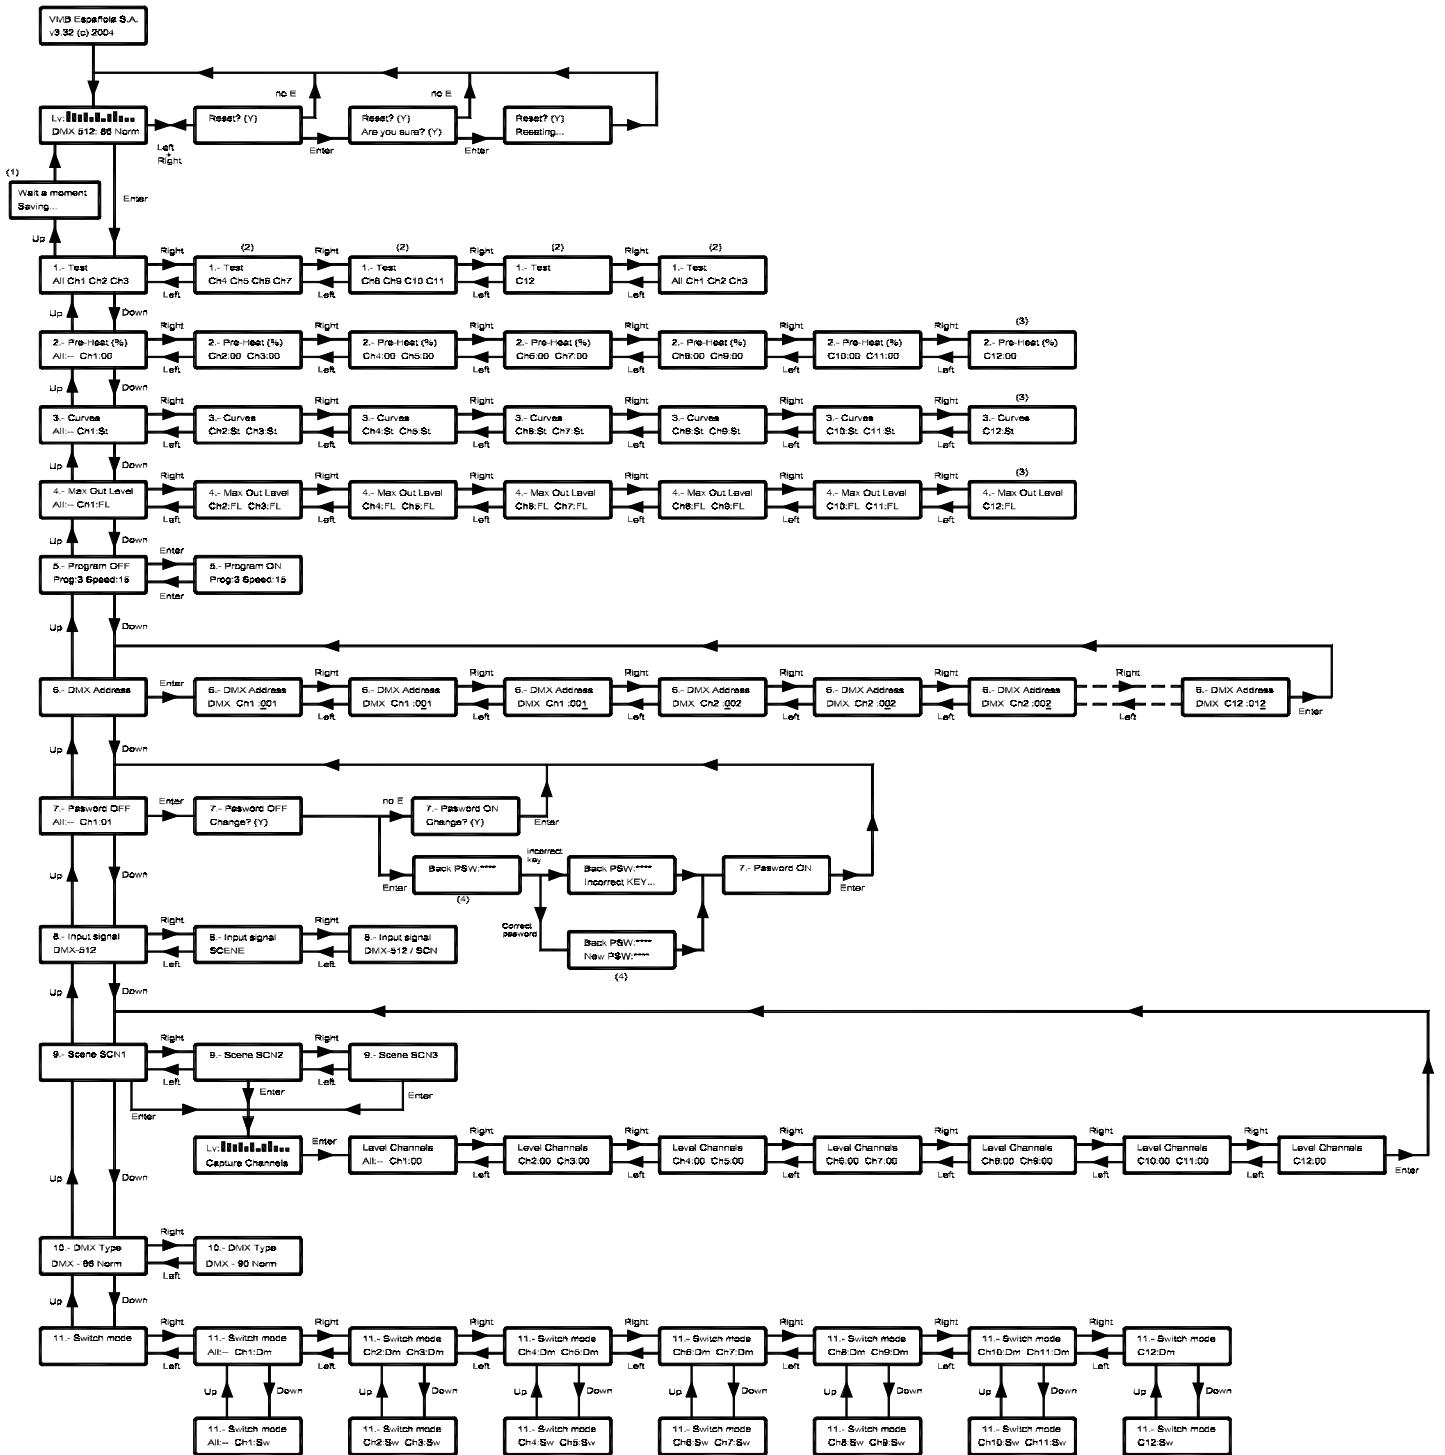 VMB Española S.A.
v3.32 (c) 2004
no E
no E
Lv:
DMX 512: 86 Norm
Reset? (Y)
Reset? (Y)
Are you sure? (Y)
Reset? (Y)
Reseting...
Left
+
Right
Enter
Enter
(1)
Wait a moment
Saving...
Enter
Up
Right
(2)
Right
(2)
Right
(2)
Right
(2)
1.- Test
All Ch1 Ch2 Ch3
1.- Test
Ch4 Ch5 Ch6 Ch7
1.- Test
Ch8 Ch9 C10 C11
1.- Test
C12
1.- Test
All Ch1 Ch2 Ch3
Left
Left
Left
Left
Up
Down
Right
Right
Right
Right
Right
Right
(3)
2.- Pre-Heat (%)
All:-- Ch1:00
2.- Pre-Heat (%)
Ch2:00 Ch3:00
2.- Pre-Heat (%)
Ch4:00 Ch5:00
2.- Pre-Heat (%)
Ch6:00 Ch7:00
2.- Pre-Heat (%)
Ch8:00 Ch9:00
2.- Pre-Heat (%)
C10:00 C11:00
2.- Pre-Heat (%)
C12:00
Left
Left
Left
Left
Left
Left
Up
Down
Right
Right
Right
Right
Right
Right
(3)
3.- Curves
All:-- Ch1:St
3.- Curves
Ch2:St Ch3:St
3.- Curves
Ch4:St Ch5:St
3.- Curves
Ch6:St Ch7:St
3.- Curves
Ch8:St Ch9:St
3.- Curves
C10:St C11:St
3.- Curves
C12:St
Left
Left
Left
Left
Left
Left
Up
Down
Right
Right
Right
Right
Right
Right
(3)
4.- Max Out Level
All:-- Ch1:FL
4.- Max Out Level
Ch2:FL Ch3:FL
4.- Max Out Level
Ch4:FL Ch5:FL
4.- Max Out Level
Ch6:FL Ch7:FL
4.- Max Out Level
Ch8:FL Ch9:FL
4.- Max Out Level
C10:FL C11:FL
4.- Max Out Level
C12:FL
Left
Left
Left
Left
Left
Left
Up
Down
Enter
5.- Program OFF
Prog:3 Speed:15
5.- Program ON
Prog:3 Speed:15
Enter
Up
Down
Enter
Right
Right
Right
Right
Right
Right
6.- DMX Address
6.- DMX Address
DMX Ch1 :001
6.- DMX Address
DMX Ch1 :001
6.- DMX Address
DMX Ch1 :001
6.- DMX Address
DMX Ch2 :002
6.- DMX Address
DMX Ch2 :002
6.- DMX Address
DMX Ch2 :002
6.- DMX Address
DMX C12 :012
Left
Left
Left
Left
Left
Left
Enter
Up
Down
Enter
no E
7.- Pasword OFF
All:-- Ch1:01
7.- Pasword OFF
Change? (Y)
7.- Pasword ON
Change? (Y)
Enter
incorrect
key
Back PSW:****
Back PSW:****
Incorrect KEY...
7.- Pasword ON
Enter
Enter
(4)
Up
Down
Correct
password
Back PSW:****
New PSW:****
(4)
Right
Right
8.- Input signal
DMX-512
8.- Input signal
SCENE
8.- Input signal
DMX-512 / SCN
Left
Left
Up
Down
Right
Right
9.- Scene SCN1
9.- Scene SCN2
9.- Scene SCN3
Left
Left
Enter
Enter
Enter
Enter
Right
Right
Right
Right
Right
Right
Lv:
Capture Channels
Level Channels
All:-- Ch1:00
Level Channels
Ch2:00 Ch3:00
Level Channels
Ch4:00 Ch5:00
Level Channels
Ch6:00 Ch7:00
Level Channels
Ch8:00 Ch9:00
Level Channels
C10:00 C11:00
Level Channels
C12:00
Left
Left
Left
Left
Left
Left
Enter
Up
Down
Right
10.- DMX Type
DMX - 86 Norm
10.- DMX Type
DMX - 90 Norm
Left
Up
Down
Right
Right
Right
Right
Right
Right
Right
11.- Switch mode
11.- Switch mode
All:-- Ch1:Dm
11.- Switch mode
Ch2:Dm Ch3:Dm
11.- Switch mode
Ch4:Dm Ch5:Dm
11.- Switch mode
Ch6:Dm Ch7:Dm
11.- Switch mode
Ch8:Dm Ch9:Dm
11.- Switch mode
Ch10:Dm Ch11:Dm
11.- Switch mode
C12:Dm
Left
Left
Left
Left
Left
Left
Left
Up
Down
Up
Down
Up
Down
Up
Down
Up
Down
Up
Down
Up
Down
11.- Switch mode
All:-- Ch1:Sw
11.- Switch mode
Ch2:Sw Ch3:Sw
11.- Switch mode
Ch4:Sw Ch5:Sw
11.- Switch mode
Ch6:Sw Ch7:Sw
11.- Switch mode
Ch8:Sw Ch9:Sw
11.- Switch mode
Ch10:Sw Ch11:Sw
11.- Switch mode
C12:Sw